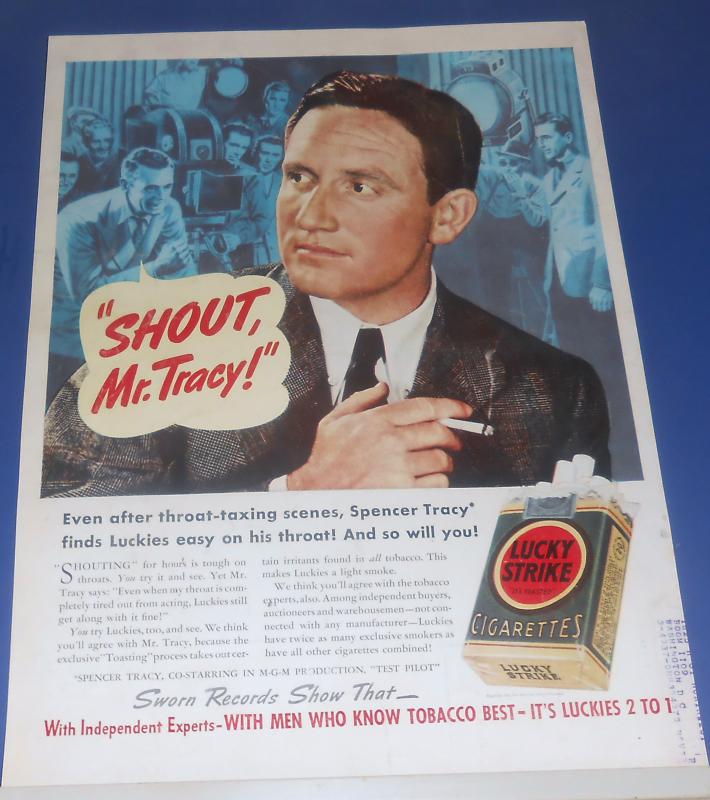 "SHOUT,
Mr. Tracy!"
Even after throat-taxing scenes, Spencer Tracy*
finds Luckies easy on his throat! And so will you!
"SHOUTING" for hours is tough on
throats. You try it and see. Yet Mr.
Tracy says: "Even when my throat is com-
pletely tired out from acting, Luckies still
get along with it fine!"
You try Luckies, too, and see. We think
you'll agree with Mr. Tracy, because the
exclusive "Toasting" process takes out cer-
tain irritants found in all tobacco. This
makes Luckies a light smoke.
We think you'll agree with the tobacco
experts, also. Among independent buyers,
auctioneers and warehousemen—not con-
nected with any manufacturer—Luckies
have twice as many exclusive smokers as
have all other cigarettes combined!
*SPENCER TRACY, CO-STARRING IN M-G-M PRODUCTION, "TEST PILOT"
LUCKY
STRIKE
"IT'S TOASTED"
CIGARETTES
LUCKY
STRIKE
Sworn Records Show That—
With Independent Experts—WITH MEN WHO KNOW TOBACCO BEST—IT'S LUCKIES 2 TO 1